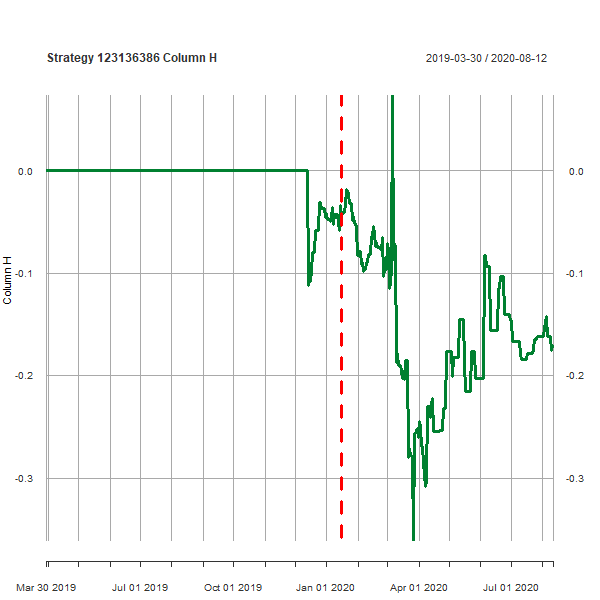 Strategy 123136386 Column H
2019-03-30 / 2020-08-12
0.0 0.0
-0.1 -0.1
Column H
-0.2 -0.2
-0.3 -0.3
Mar 30 2019 Jul 01 2019 Oct 01 2019 Jan 01 2020 Apr 01 2020 Jul 01 2020